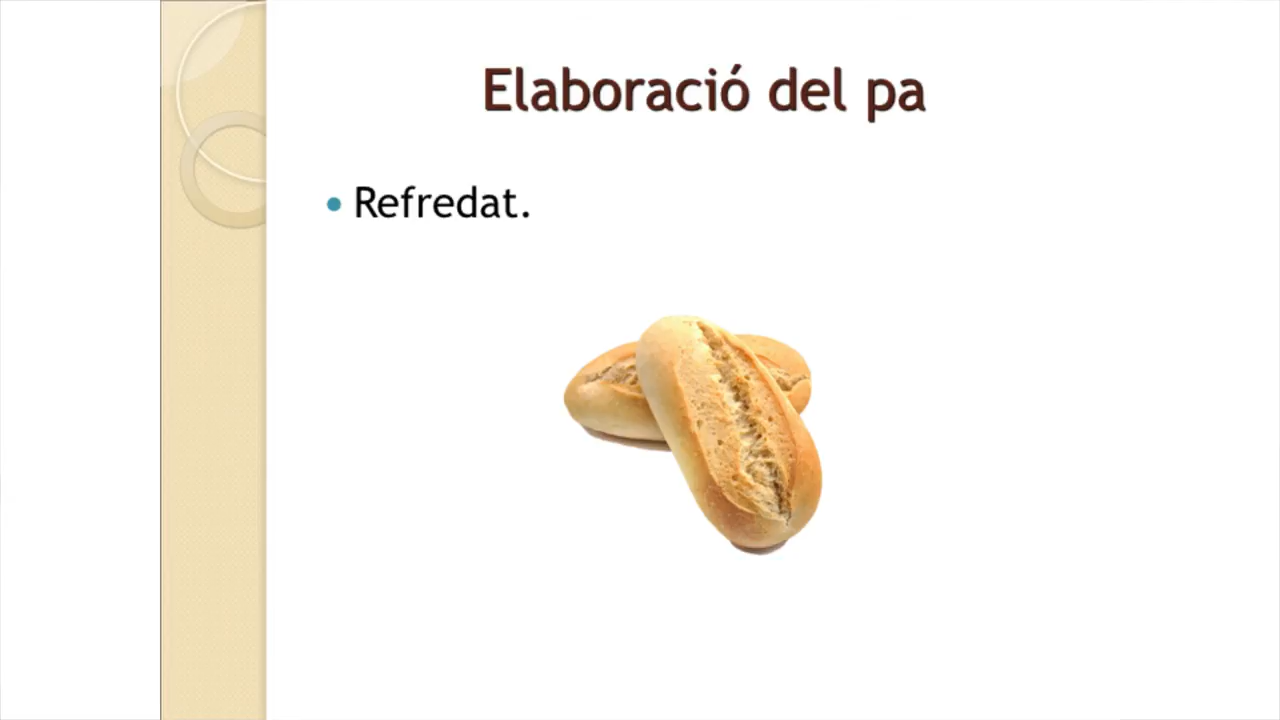 Elaboració del pa
• Refredat.